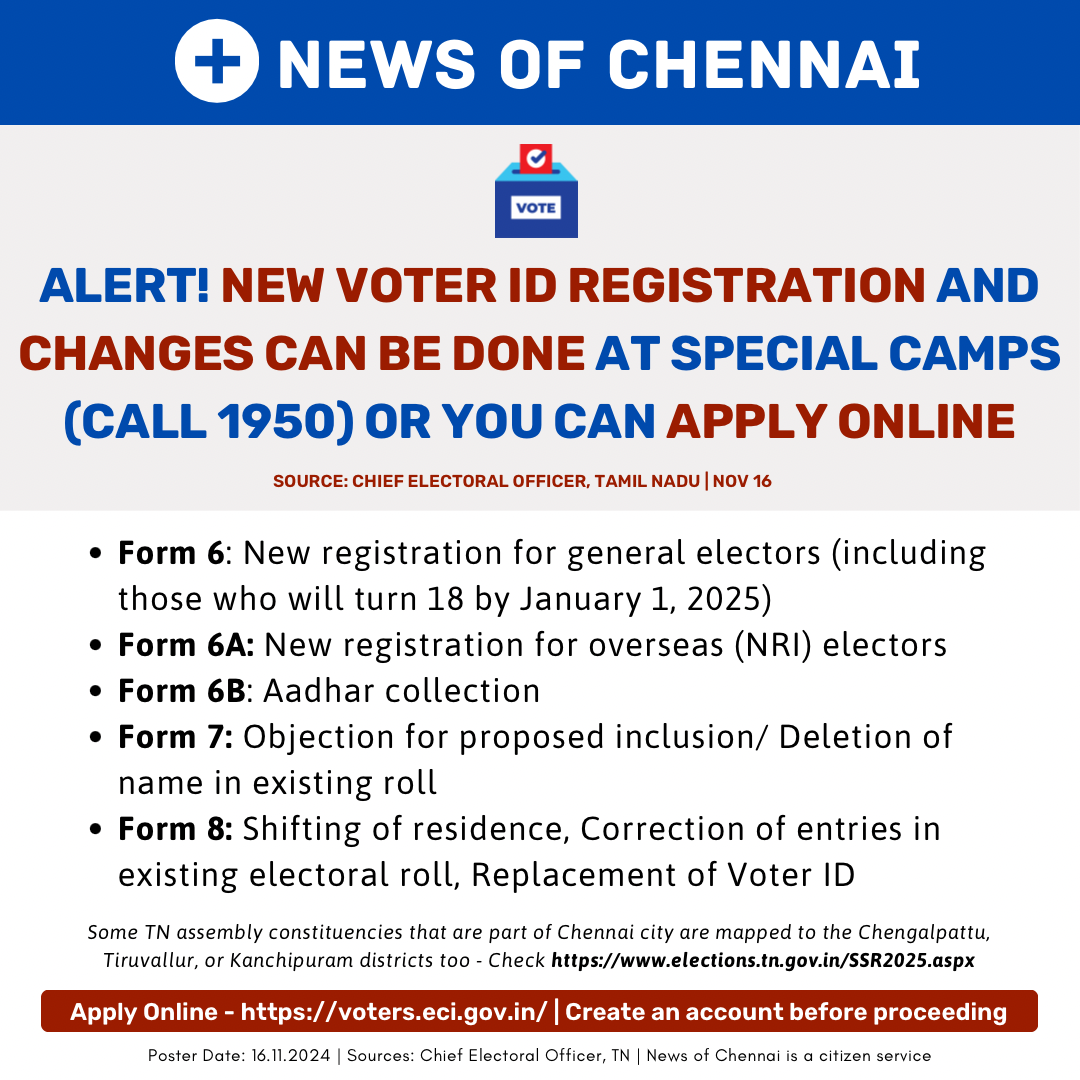 NEWS OF CHENNAI
VOTE
ALERT! NEW VOTER ID REGISTRATION AND
CHANGES CAN BE DONE AT SPECIAL CAMPS
(CALL 1950) OR YOU CAN APPLY ONLINE
SOURCE: CHIEF ELECTORAL OFFICER, TAMIL NADU | NOV 16
• Form 6: New registration for general electors (including
those who will turn 18 by January 1, 2025)
• Form 6A: New registration for overseas (NRI) electors
• Form 6B: Aadhar collection
• Form 7: Objection for proposed inclusion/ Deletion of
name in existing roll
• Form 8: Shifting of residence, Correction of entries in
existing electoral roll, Replacement of Voter ID
Some TN assembly constituencies that are part of Chennai city are mapped to the Chengalpattu,
Tiruvallur, or Kanchipuram districts too - Check https://www.elections.tn.gov.in/SSR2025.aspx
Apply Online - https://voters.eci.gov.in/ | Create an account before proceeding
Poster Date: 16.11.2024 | Sources: Chief Electoral Officer, TN | News of Chennai is a citizen service